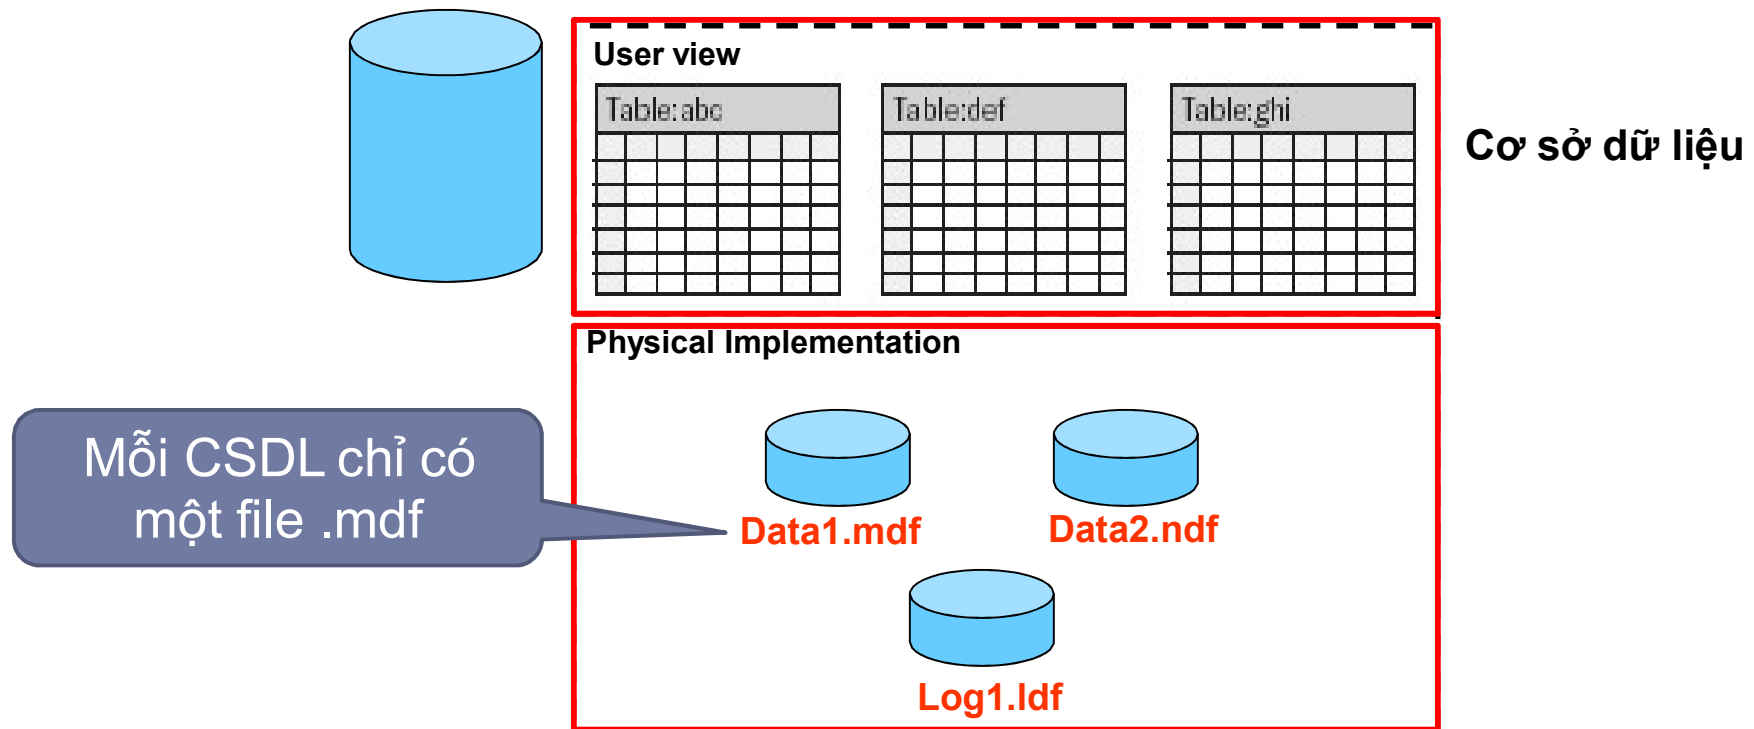 User view
Table:abc
Table:def
Table:ghi
Cơ sở dữ liệu
Physical Implementation
Mỗi CSDL chỉ có
một file .mdf
Data1.mdf
Data2.ndf
Log1.ldf